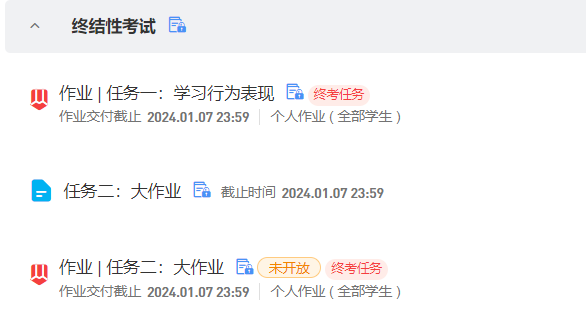 终结性考试
作业 | 任务一：学习行为表现 终考任务
作业交付截止 2024.01.07 23:59 个人作业 ( 全部学生 )
任务二：大作业 截止时间 2024.01.07 23:59
作业 | 任务二：大作业 未开放 终考任务
作业交付截止 2024.01.07 23:59 个人作业 ( 全部学生 )